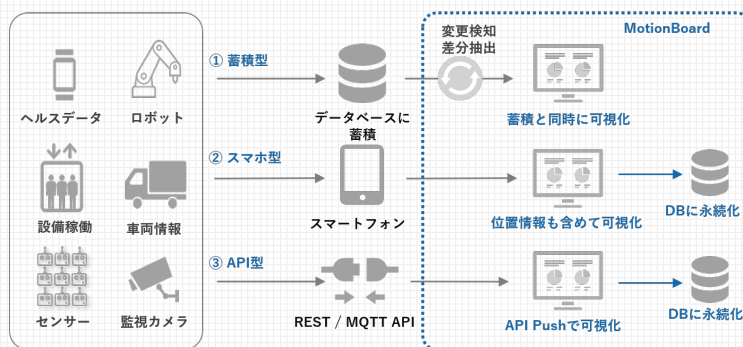 MotionBoard
変更検知
差分抽出
① 蓄積型
ヘルスデータ
ロボット
データベースに
蓄積
蓄積と同時に可視化
② スマホ型
設備稼働
車両情報
スマートフォン
位置情報も含めて可視化
DBに永続化
③ API型
センサー
監視カメラ
REST / MQTT API
API Pushで可視化
DBに永続化